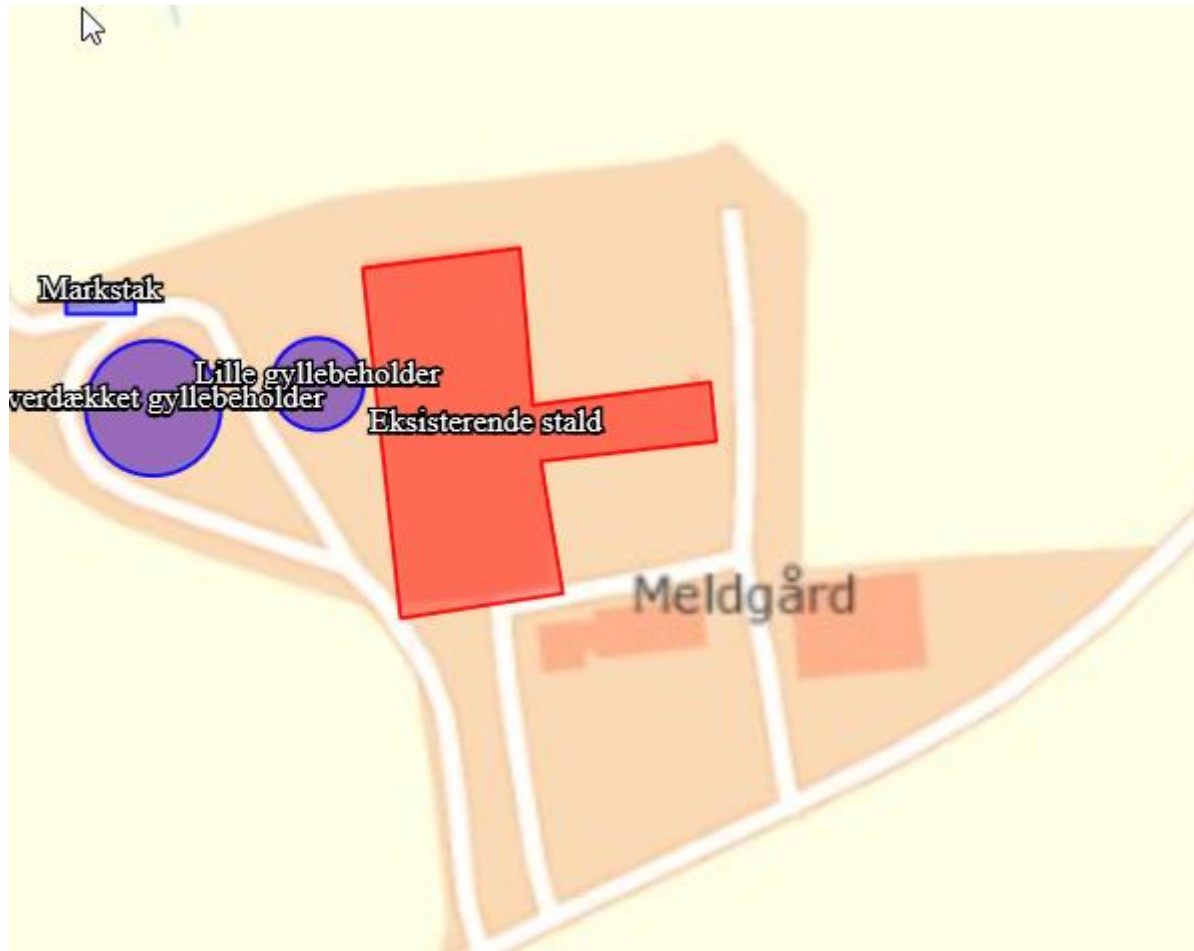 Markstak
Lille gyllebeholder
verdækket gyllebeholder
Eksisterende stald
Meldgård